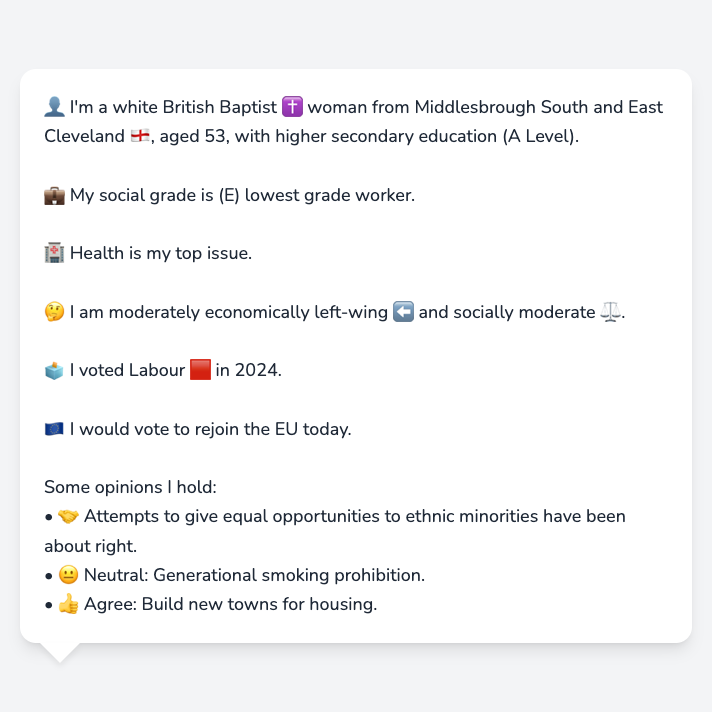 👤 I'm a white British Baptist ✝️ woman from Middlesbrough South and East
Cleveland 🏴󠁧󠁢󠁥󠁮󠁧󠁿, aged 53, with higher secondary education (A Level).
💼 My social grade is (E) lowest grade worker.
🏥 Health is my top issue.
🤔 I am moderately economically left-wing ⬅️ and socially moderate ⚖️.
🗳️ I voted Labour 🟥 in 2024.
🇪🇺 I would vote to rejoin the EU today.
Some opinions I hold:
• 🤝 Attempts to give equal opportunities to ethnic minorities have been
about right.
• 😐 Neutral: Generational smoking prohibition.
• 👍 Agree: Build new towns for housing.